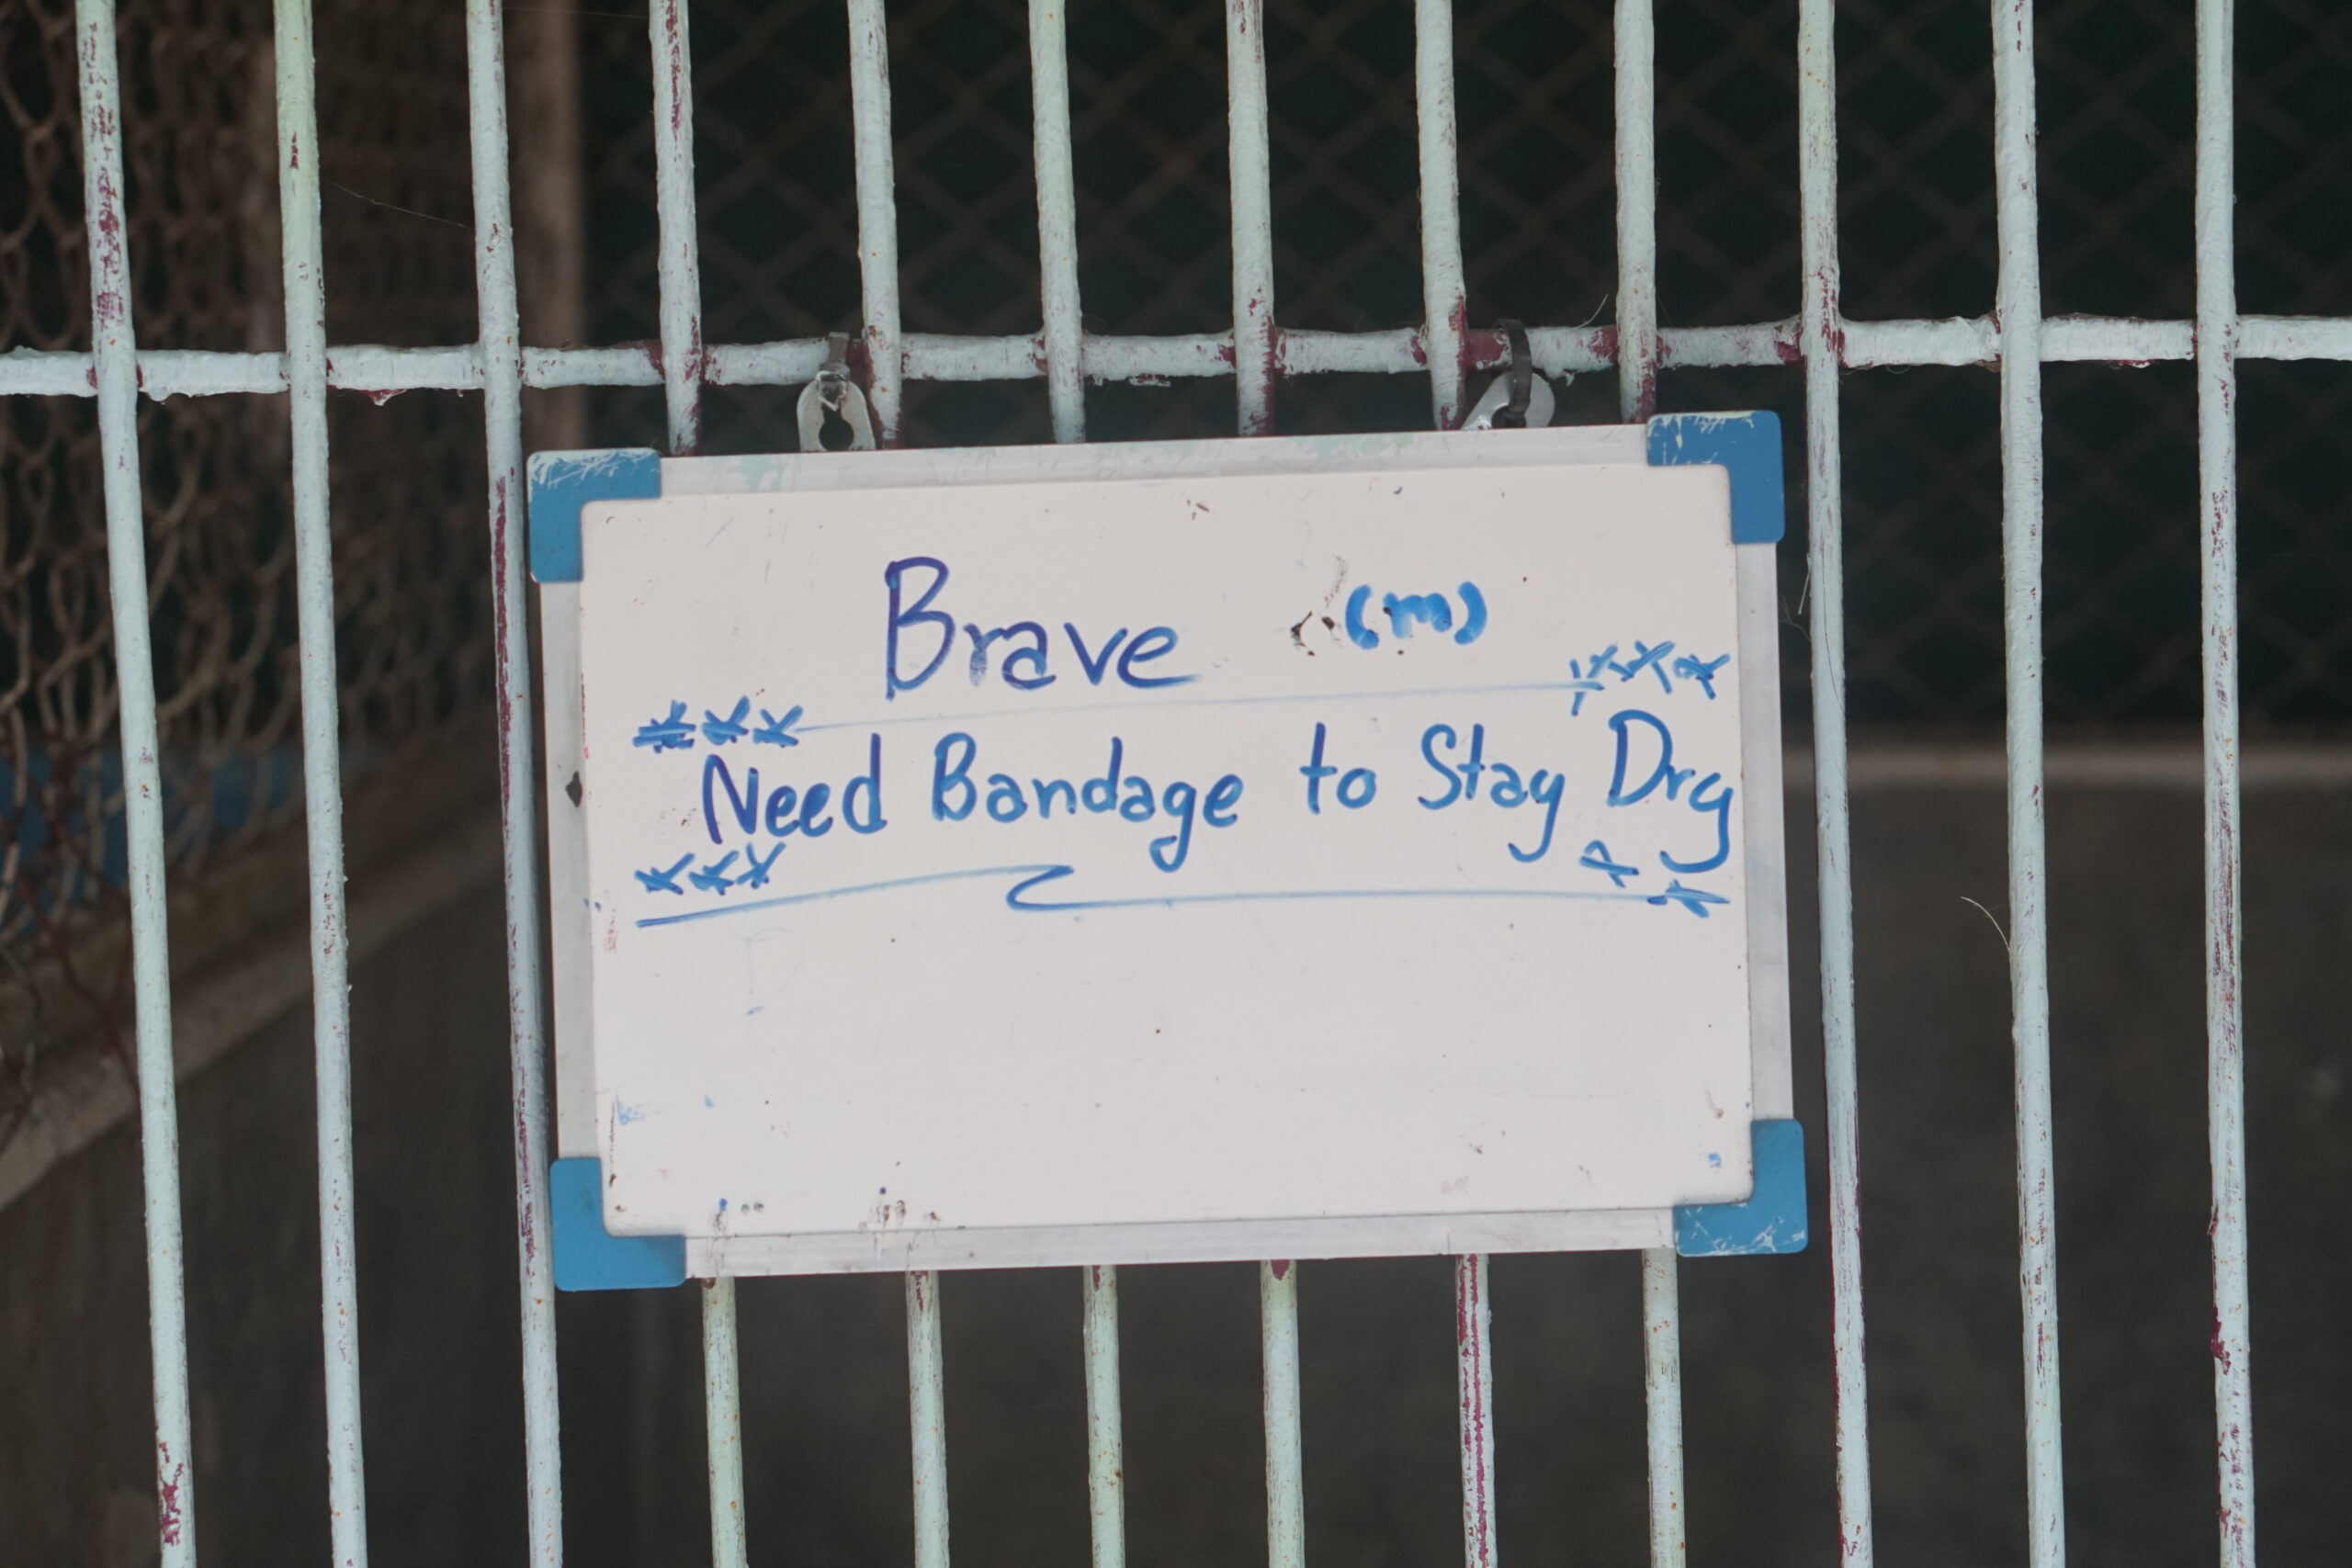 Brave (m)
*** ***
Need Bandage to Stay Dry
*** **